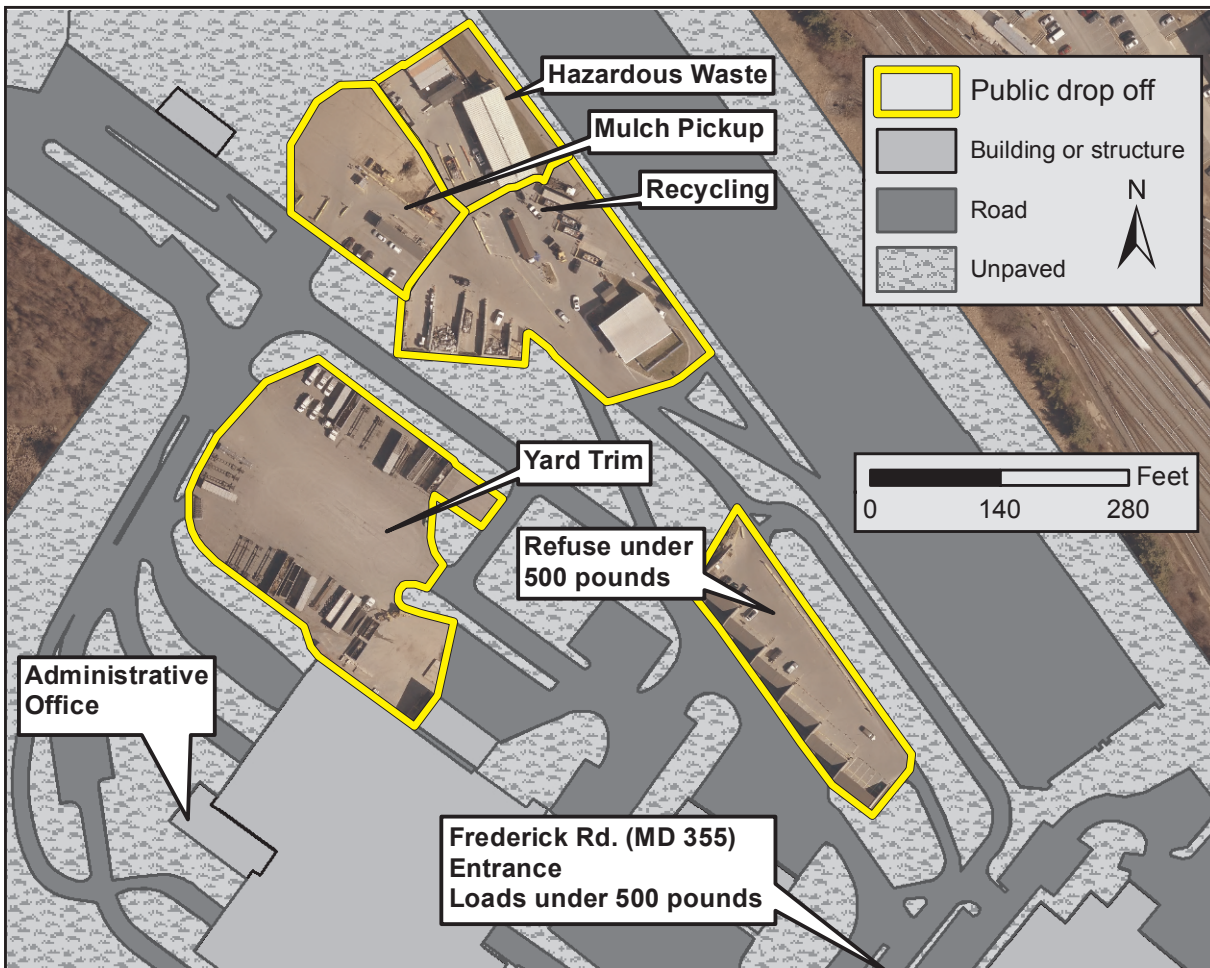 Hazardous Waste
Mulch Pickup
Recycling
Public drop off
Building or structure
Road
Unpaved
N
Feet
0 140 280
Yard Trim
Refuse under
500 pounds
Administrative
Office
Frederick Rd. (MD 355)
Entrance
Loads under 500 pounds